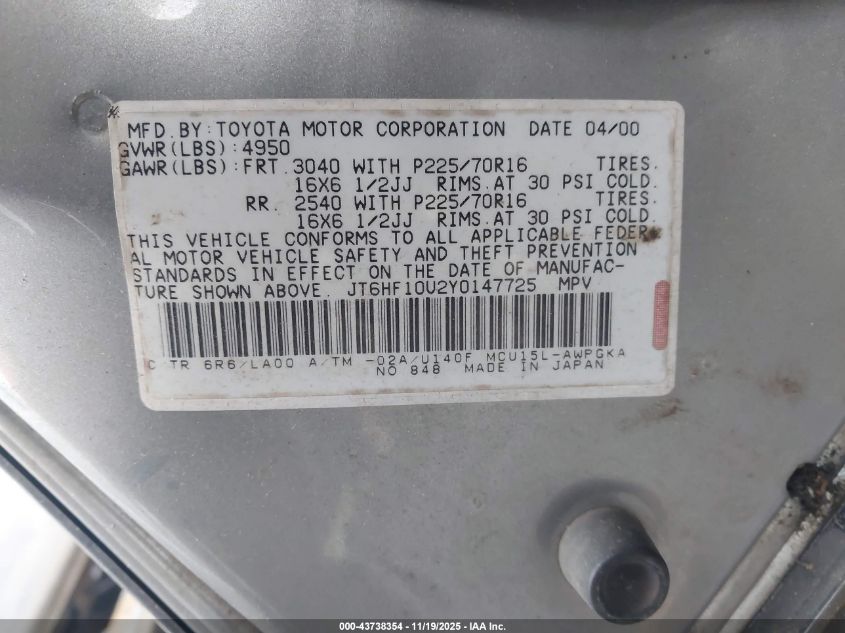 MFD.BY:TOYOTA MOTOR CORPORATION DATE 04/00
GVWR(LBS):4950
GAWR(LBS):FRT. 3040 WITH P225/70R16 TIRES.
16X6 1/2JJ RIMS.AT 30 PSI COLD.
RR. 2540 WITH P225/70R16 TIRES.
16X6 1/2JJ RIMS.AT 30 PSI COLD.
THIS VEHICLE CONFORMS TO ALL APPLICABLE FEDER-
AL MOTOR VEHICLE SAFETY AND THEFT PREVENTION
STANDARDS IN EFFECT ON THE DATE OF MANUFAC-
TURE SHOWN ABOVE. JT6HF10U2Y0147725 MPV
C/TR 6R6/LA00 A/TM -02A/U140F MCU15L-AWPGKA
NO 848 MADE IN JAPAN
000-43738354 - 11/19/2025 - IAA Inc.